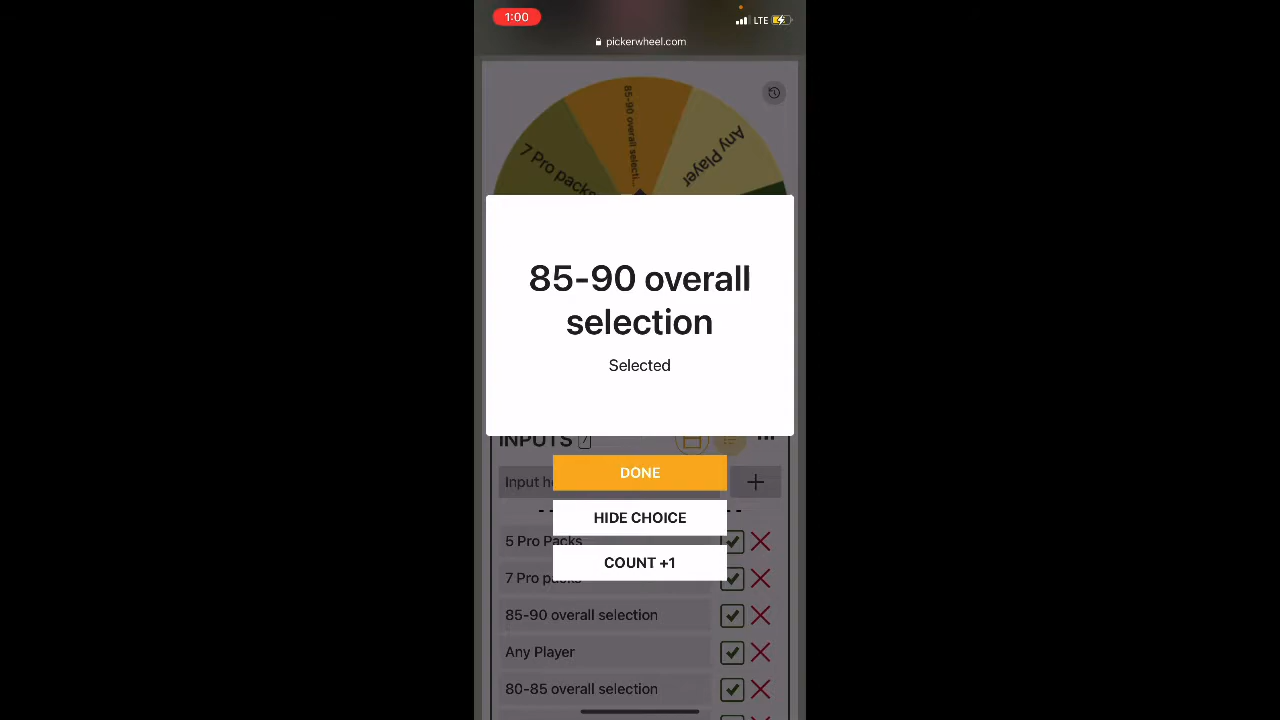 1:00
LTE
pickerwheel.com
7 Pro packs
85-90 overall selecti...
Any Player
85-90 overall
selection
Selected
INPUTS 7
DONE
HIDE CHOICE
COUNT +1
5 Pro Packs
7 Pro packs
85-90 overall selection
Any Player
80-85 overall selection